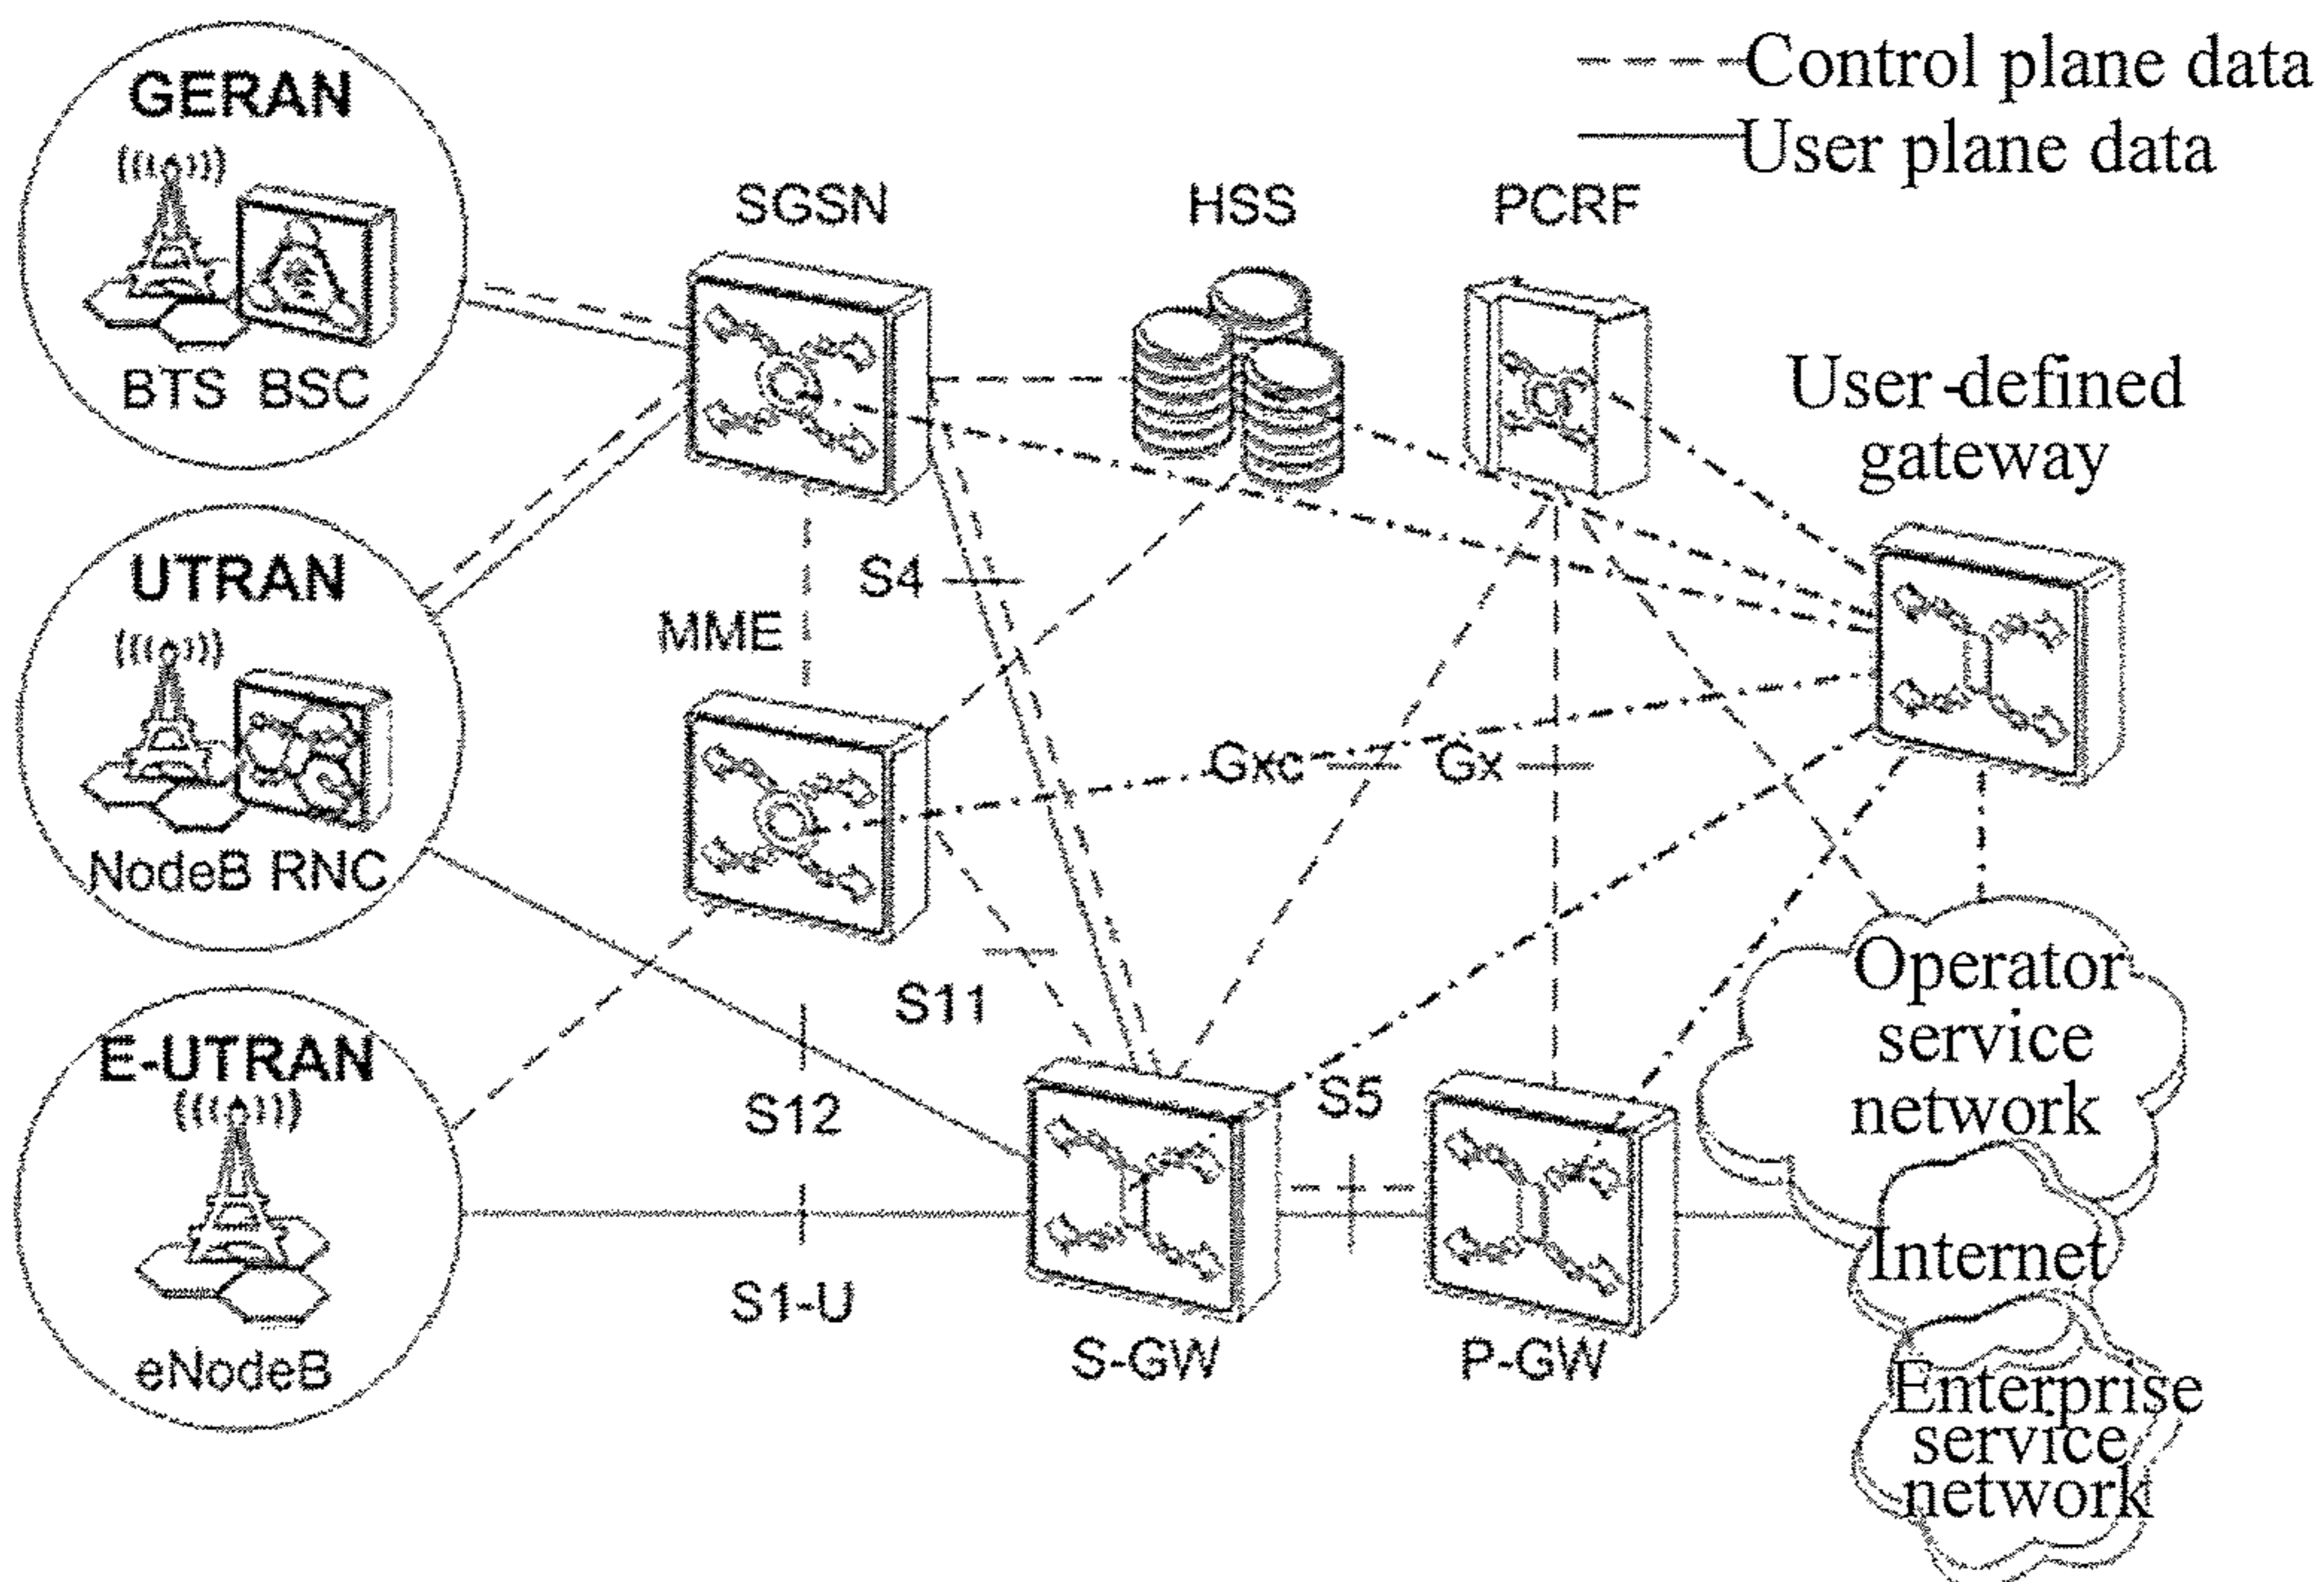 Control plane data
User plane data
GERAN
BTS BSC
SGSN
HSS
PCRF
User-defined
gateway
UTRAN
NodeB RNC
MME
S4
Gxc
Gx
E-UTRAN
eNodeB
S11
S12
S1-U
S5
S-GW
P-GW
Operator
service
network
Internet
Enterprise
service
network